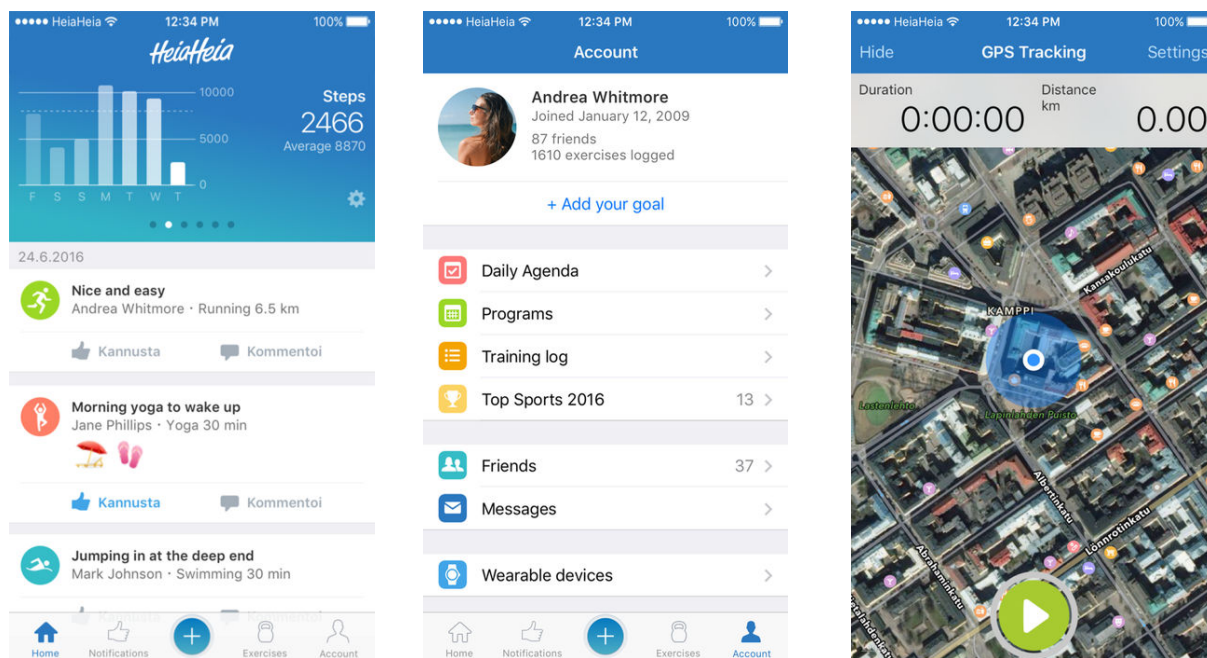 HeiaHeia 12:34 PM 100%
HeiaHeia
10000
5000
0
F S S M T W T
Steps
2466
Average 8870
24.6.2016
Nice and easy
Andrea Whitmore · Running 6.5 km
Kannusta Kommentoi
Morning yoga to wake up
Jane Phillips · Yoga 30 min
Kannusta Kommentoi
Jumping in at the deep end
Mark Johnson · Swimming 30 min
Kannusta Kommentoi
Home Notifications + Exercises Account
HeiaHeia 12:34 PM 100%
Account
Andrea Whitmore
Joined January 12, 2009
87 friends
1610 exercises logged
+ Add your goal
Daily Agenda
Programs
Training log
Top Sports 2016 13
Friends 37
Messages
Wearable devices
Home Notifications + Exercises Account
HeiaHeia 12:34 PM 100%
Hide GPS Tracking Settings
Duration Distance
km
0:00:00 0.00
Kansakoulukatu
KAMPPI
Lastenlehto
Lapinlahden Puisto
Albertinkatu
Lönnrotinkatu
Abrahaminkatu